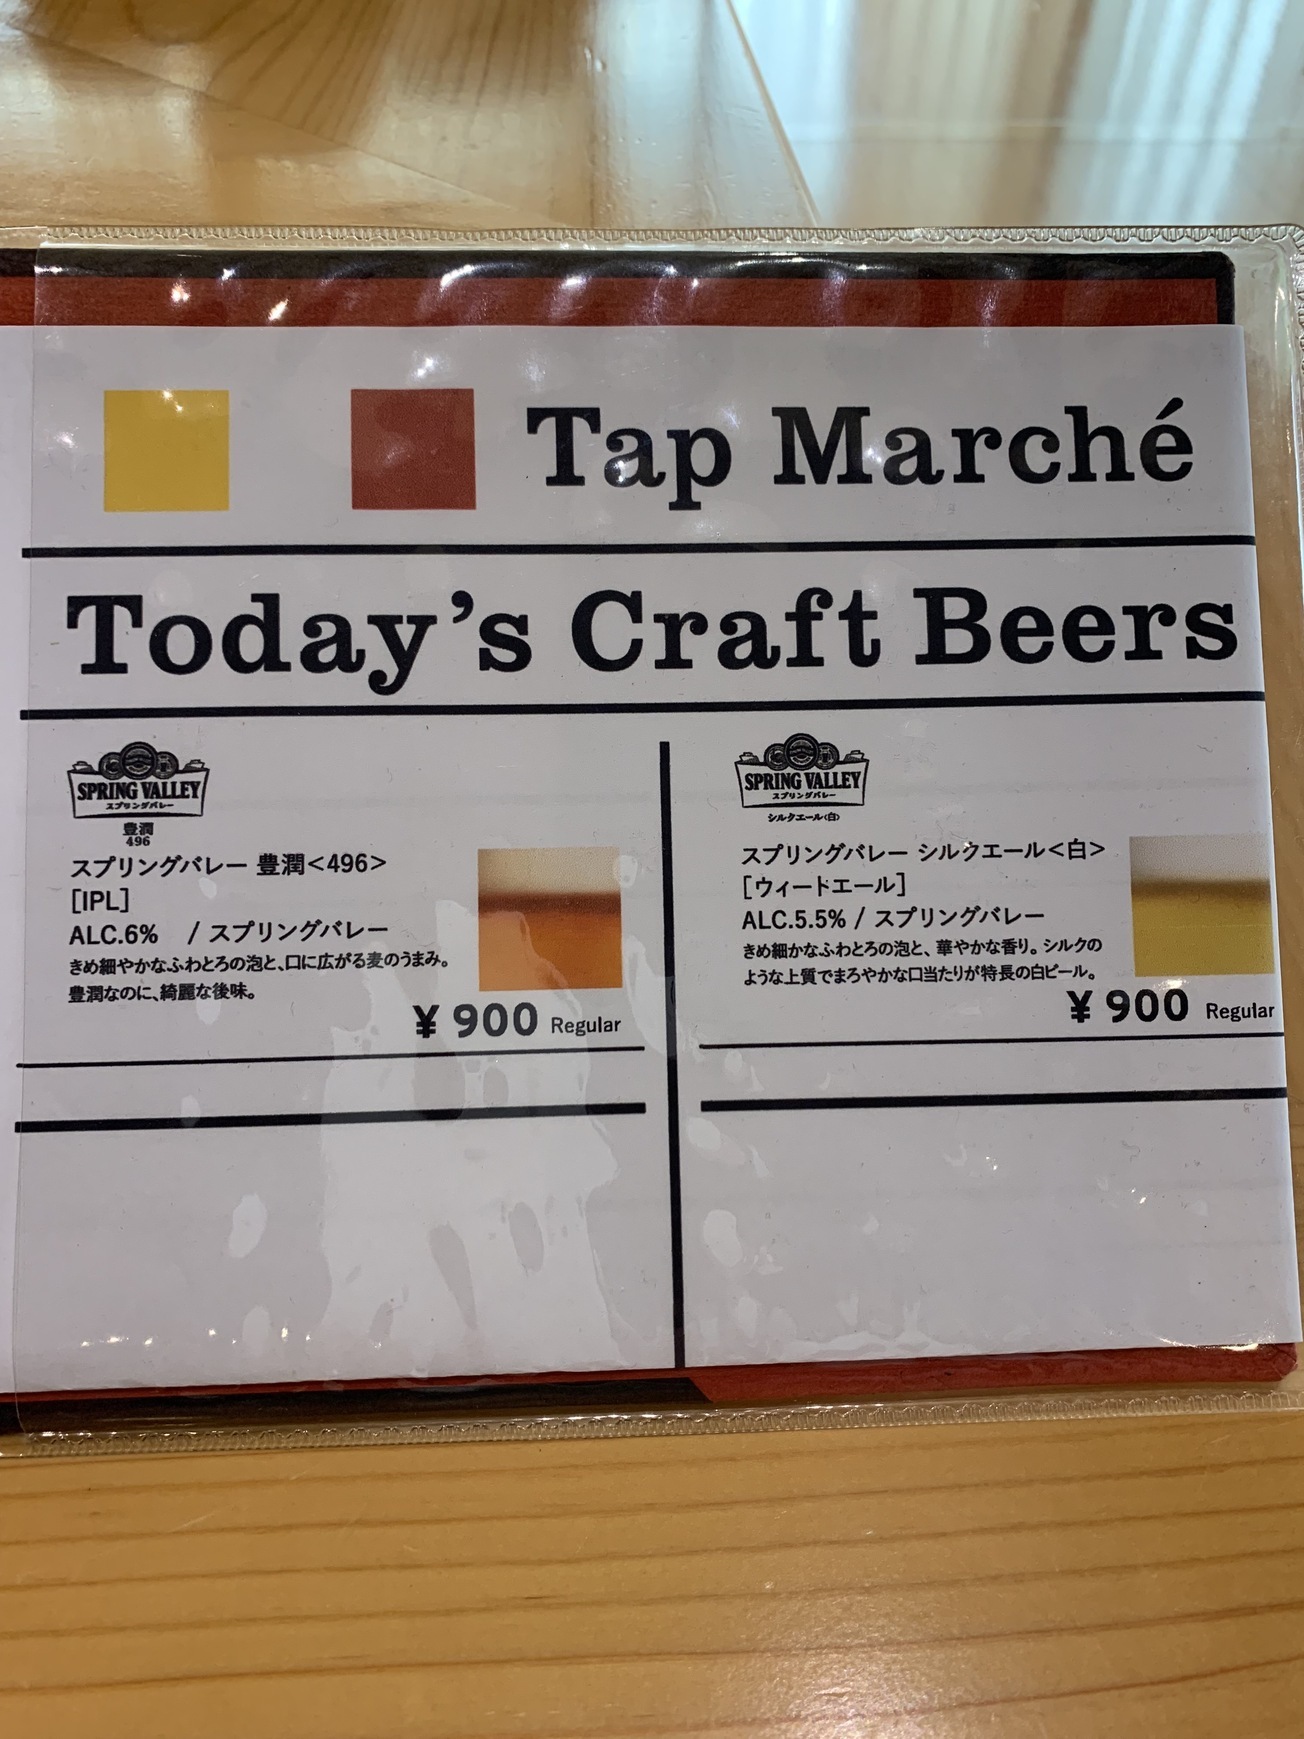 Tap Marché
Today's Craft Beers
SPRING VALLEY
スプリングバレー
豊潤
496
スプリングバレー 豊潤<496>
[IPL]
ALC.6% / スプリングバレー
きめ細やかなふわとろの泡と、口に広がる麦のうまみ。
豊潤なのに、綺麗な後味。
¥ 900 Regular
SPRING VALLEY
スプリングバレー
シルクエール<白>
スプリングバレー シルクエール<白>
[ウィードエール]
ALC.5.5% / スプリングバレー
きめ細かなふわとろの泡と、華やかな香り。シルクの
ような上質でまろやかな口当たりが特長の白ビール。
¥ 900 Regular